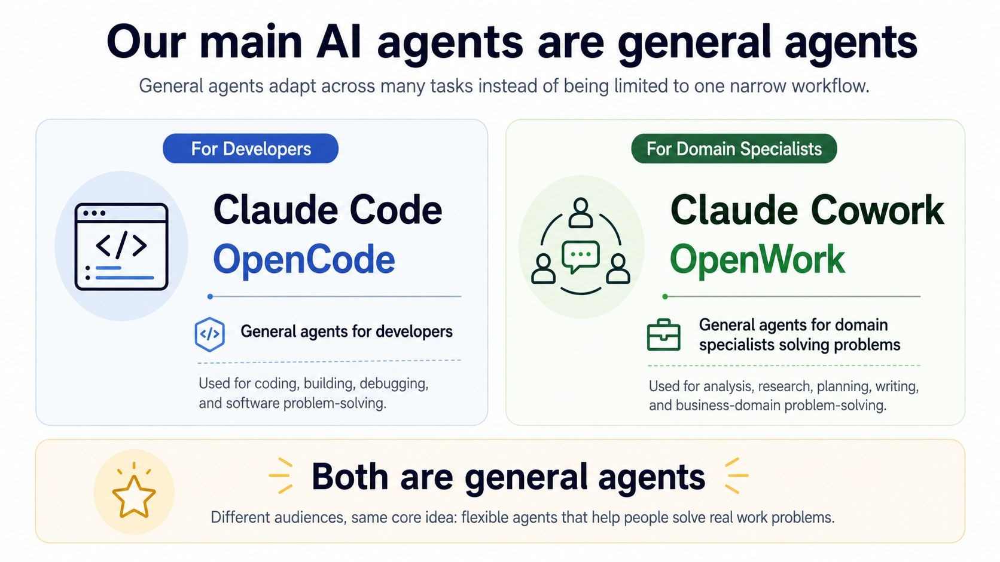 Our main AI agents are general agents
General agents adapt across many tasks instead of being limited to one narrow workflow.
For Developers
Claude Code
OpenCode
General agents for developers
Used for coding, building, debugging,
and software problem-solving.
For Domain Specialists
Claude Cowork
OpenWork
General agents for domain
specialists solving problems
Used for analysis, research, planning, writing,
and business-domain problem-solving.
Both are general agents
Different audiences, same core idea: flexible agents that help people solve real work problems.